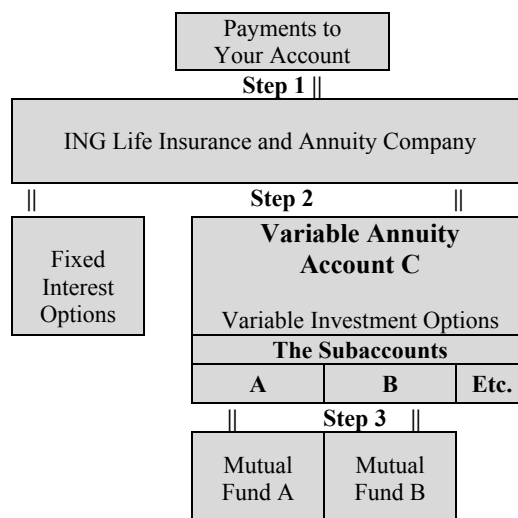 Payments to
Your Account
Step 1 ||
ING Life Insurance and Annuity Company
|| Step 2 ||
Fixed
Interest
Options
Variable Annuity
Account C
Variable Investment Options
The Subaccounts
A B Etc.
|| Step 3 ||
Mutual
Fund A
Mutual
Fund B